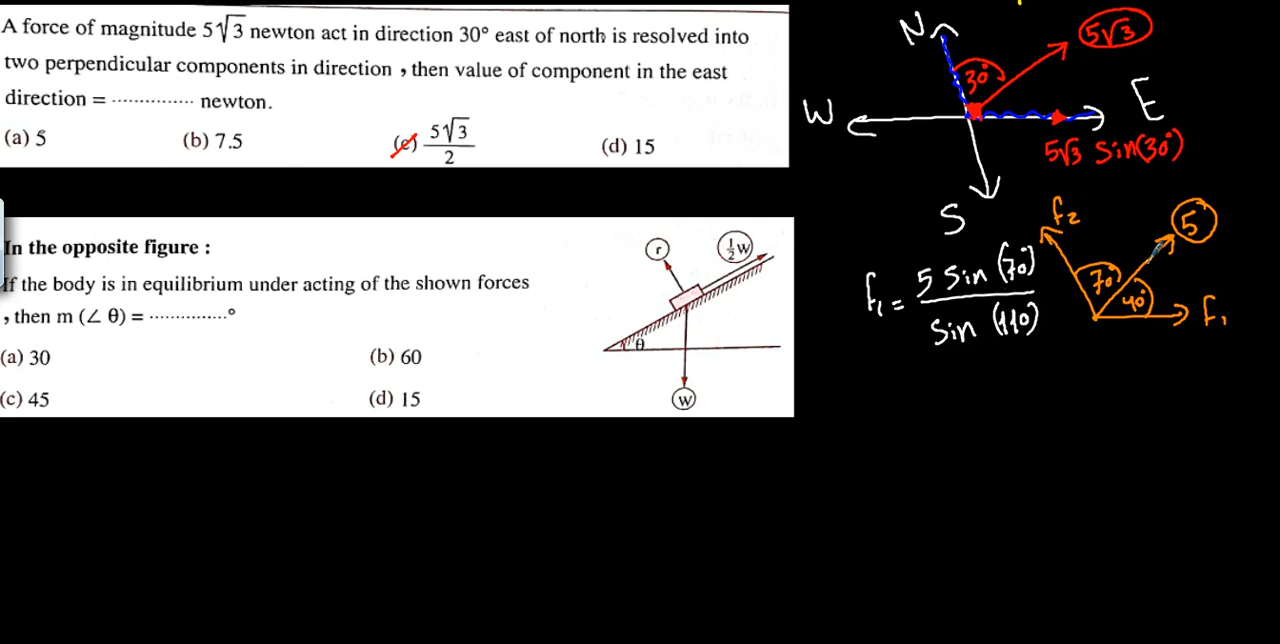 A force of magnitude 5√3 newton act in direction 30° east of north is resolved into
two perpendicular components in direction , then value of component in the east
direction = .............. newton.
(a) 5 (b) 7.5 (c) 5√3/2 (d) 15
N
5√3
30°
W
E
5√3 Sin(30°)
S
In the opposite figure :
If the body is in equilibrium under acting of the shown forces
, then m (∠ θ) = ..............°
(a) 30 (b) 60
(c) 45 (d) 15
r
½W
θ
W
f₁ = 5 Sin (70°) / Sin (110)
f₂
5
70°
40°
f₁